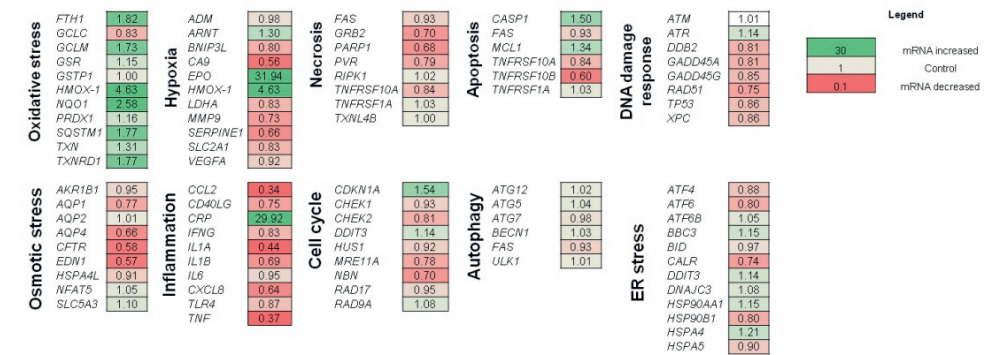 Oxidative stress
FTH1 1.82
GCLC 0.83
GCLM 1.73
GSR 1.15
GSTP1 1.00
HMOX-1 4.63
NQO1 2.58
PRDX1 1.16
SQSTM1 1.77
TXN 1.31
TXNRD1 1.77
Hypoxia
ADM 0.98
ARNT 1.30
BNIP3L 0.80
CA9 0.56
EPO 31.94
HMOX-1 4.63
LDHA 0.83
MMP9 0.73
SERPINE1 0.66
SLC2A1 0.83
VEGFA 0.92
Necrosis
FAS 0.93
GRB2 0.70
PARP1 0.68
PVR 0.79
RIPK1 1.02
TNFRSF10A 0.84
TNFRSF1A 1.03
TXNL4B 1.00
Apoptosis
CASP1 1.50
FAS 0.93
MCL1 1.34
TNFRSF10A 0.84
TNFRSF10B 0.60
TNFRSF1A 1.03
DNA damage
response
ATM 1.01
ATR 1.14
DDB2 0.81
GADD45A 0.81
GADD45G 0.85
RAD51 0.75
TP53 0.86
XPC 0.86
Legend
30 mRNA increased
1 Control
0.1 mRNA decreased
Osmotic stress
AKR1B1 0.95
AQP1 0.77
AQP2 1.01
AQP4 0.66
CFTR 0.58
EDN1 0.57
HSPA4L 0.91
NFAT5 1.05
SLC5A3 1.10
Inflammation
CCL2 0.34
CD40LG 0.75
CRP 29.92
IFNG 0.83
IL1A 0.44
IL1B 0.69
IL6 0.95
CXCL8 0.64
TLR4 0.87
TNF 0.37
Cell cycle
CDKN1A 1.54
CHEK1 0.93
CHEK2 0.81
DDIT3 1.14
HUS1 0.92
MRE11A 0.78
NBN 0.70
RAD17 0.95
RAD9A 1.08
Autophagy
ATG12 1.02
ATG5 1.04
ATG7 0.98
BECN1 1.03
FAS 0.93
ULK1 1.01
ER stress
ATF4 0.88
ATF6 0.80
ATF6B 1.05
BBC3 1.15
BID 0.97
CALR 0.74
DDIT3 1.14
DNAJC3 1.08
HSP90AA1 1.15
HSP90B1 0.80
HSPA4 1.21
HSPA5 0.90